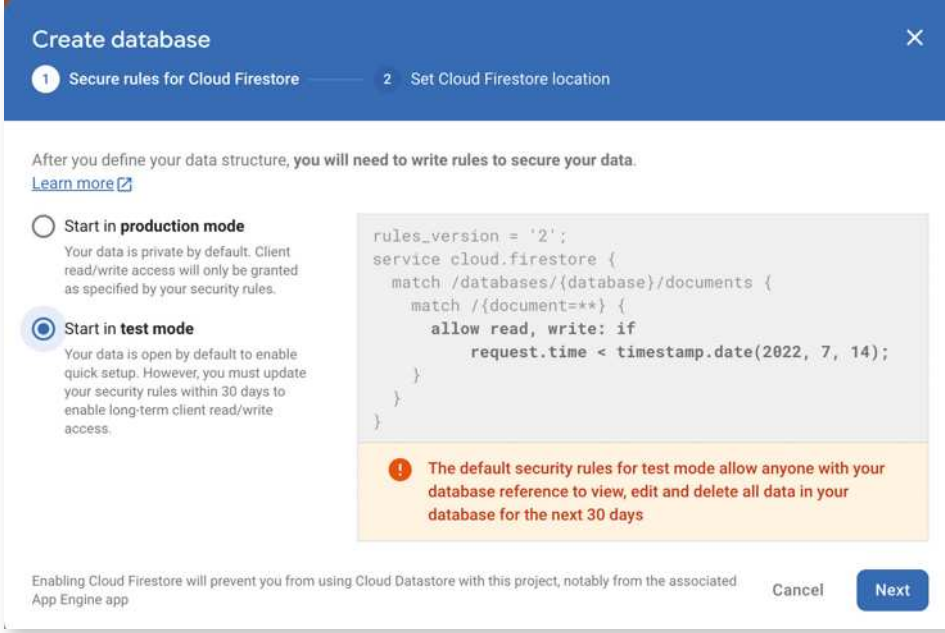 Create database
1 Secure rules for Cloud Firestore 2 Set Cloud Firestore location
After you define your data structure, you will need to write rules to secure your data.
Learn more
Start in production mode
Your data is private by default. Client
read/write access will only be granted
as specified by your security rules.
Start in test mode
Your data is open by default to enable
quick setup. However, you must update
your security rules within 30 days to
enable long-term client read/write
access.
rules_version = '2';
service cloud.firestore {
match /databases/{database}/documents {
match /{document=**} {
allow read, write: if
request.time < timestamp.date(2022, 7, 14);
}
}
}
! The default security rules for test mode allow anyone with your
database reference to view, edit and delete all data in your
database for the next 30 days
Enabling Cloud Firestore will prevent you from using Cloud Datastore with this project, notably from the associated
App Engine app
Cancel Next